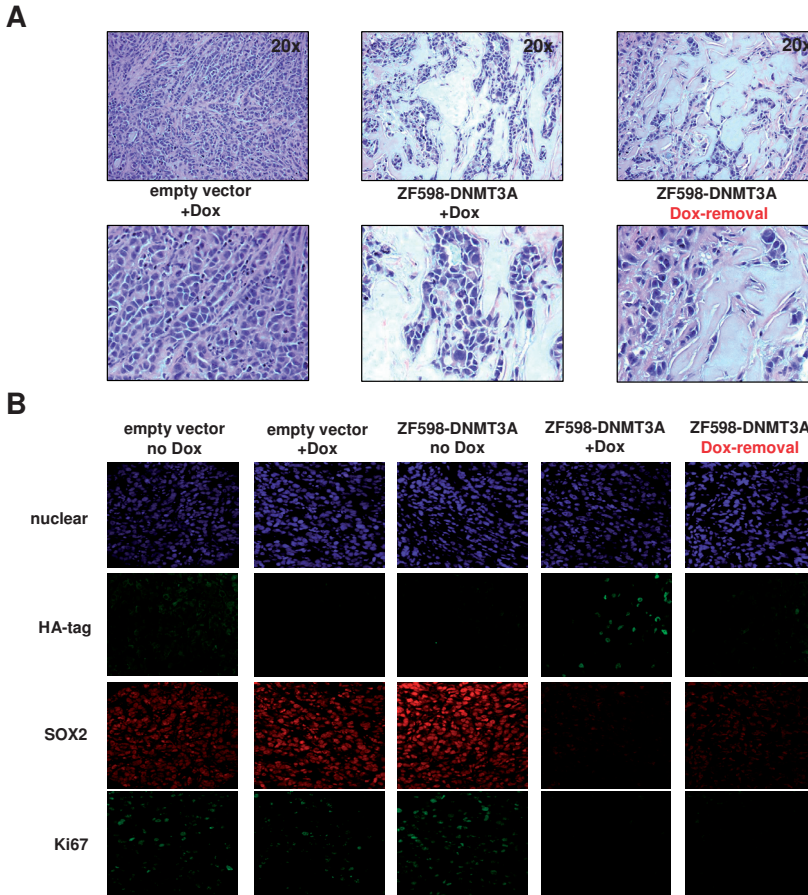 A
20x
20x
20x
empty vector
+Dox
ZF598-DNMT3A
+Dox
ZF598-DNMT3A
Dox-removal
B
empty vector
no Dox
empty vector
+Dox
ZF598-DNMT3A
no Dox
ZF598-DNMT3A
+Dox
ZF598-DNMT3A
Dox-removal
nuclear
HA-tag
SOX2
Ki67